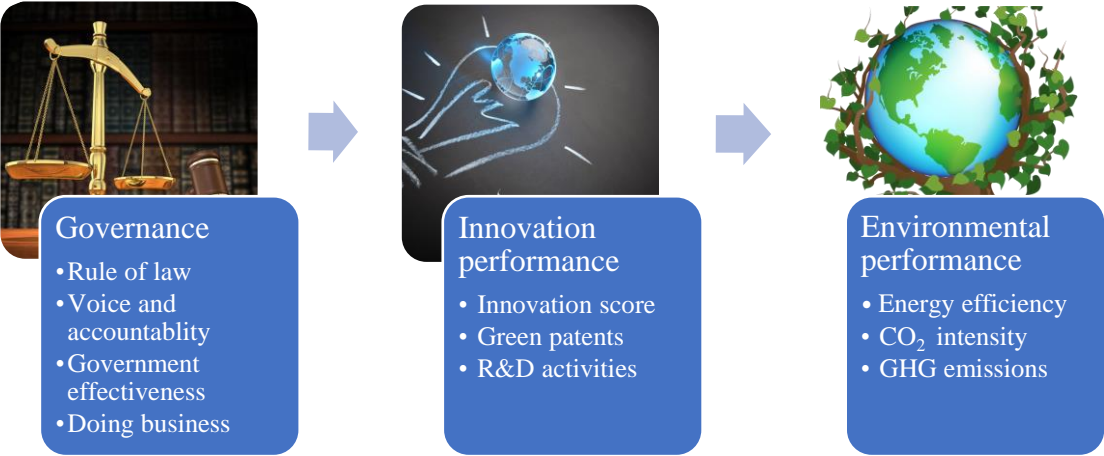 Governance
•Rule of law
•Voice and
accountablity
•Government
effectiveness
•Doing business
Innovation
performance
• Innovation score
• Green patents
• R&D activities
Environmental
performance
• Energy efficiency
• CO₂ intensity
• GHG emissions